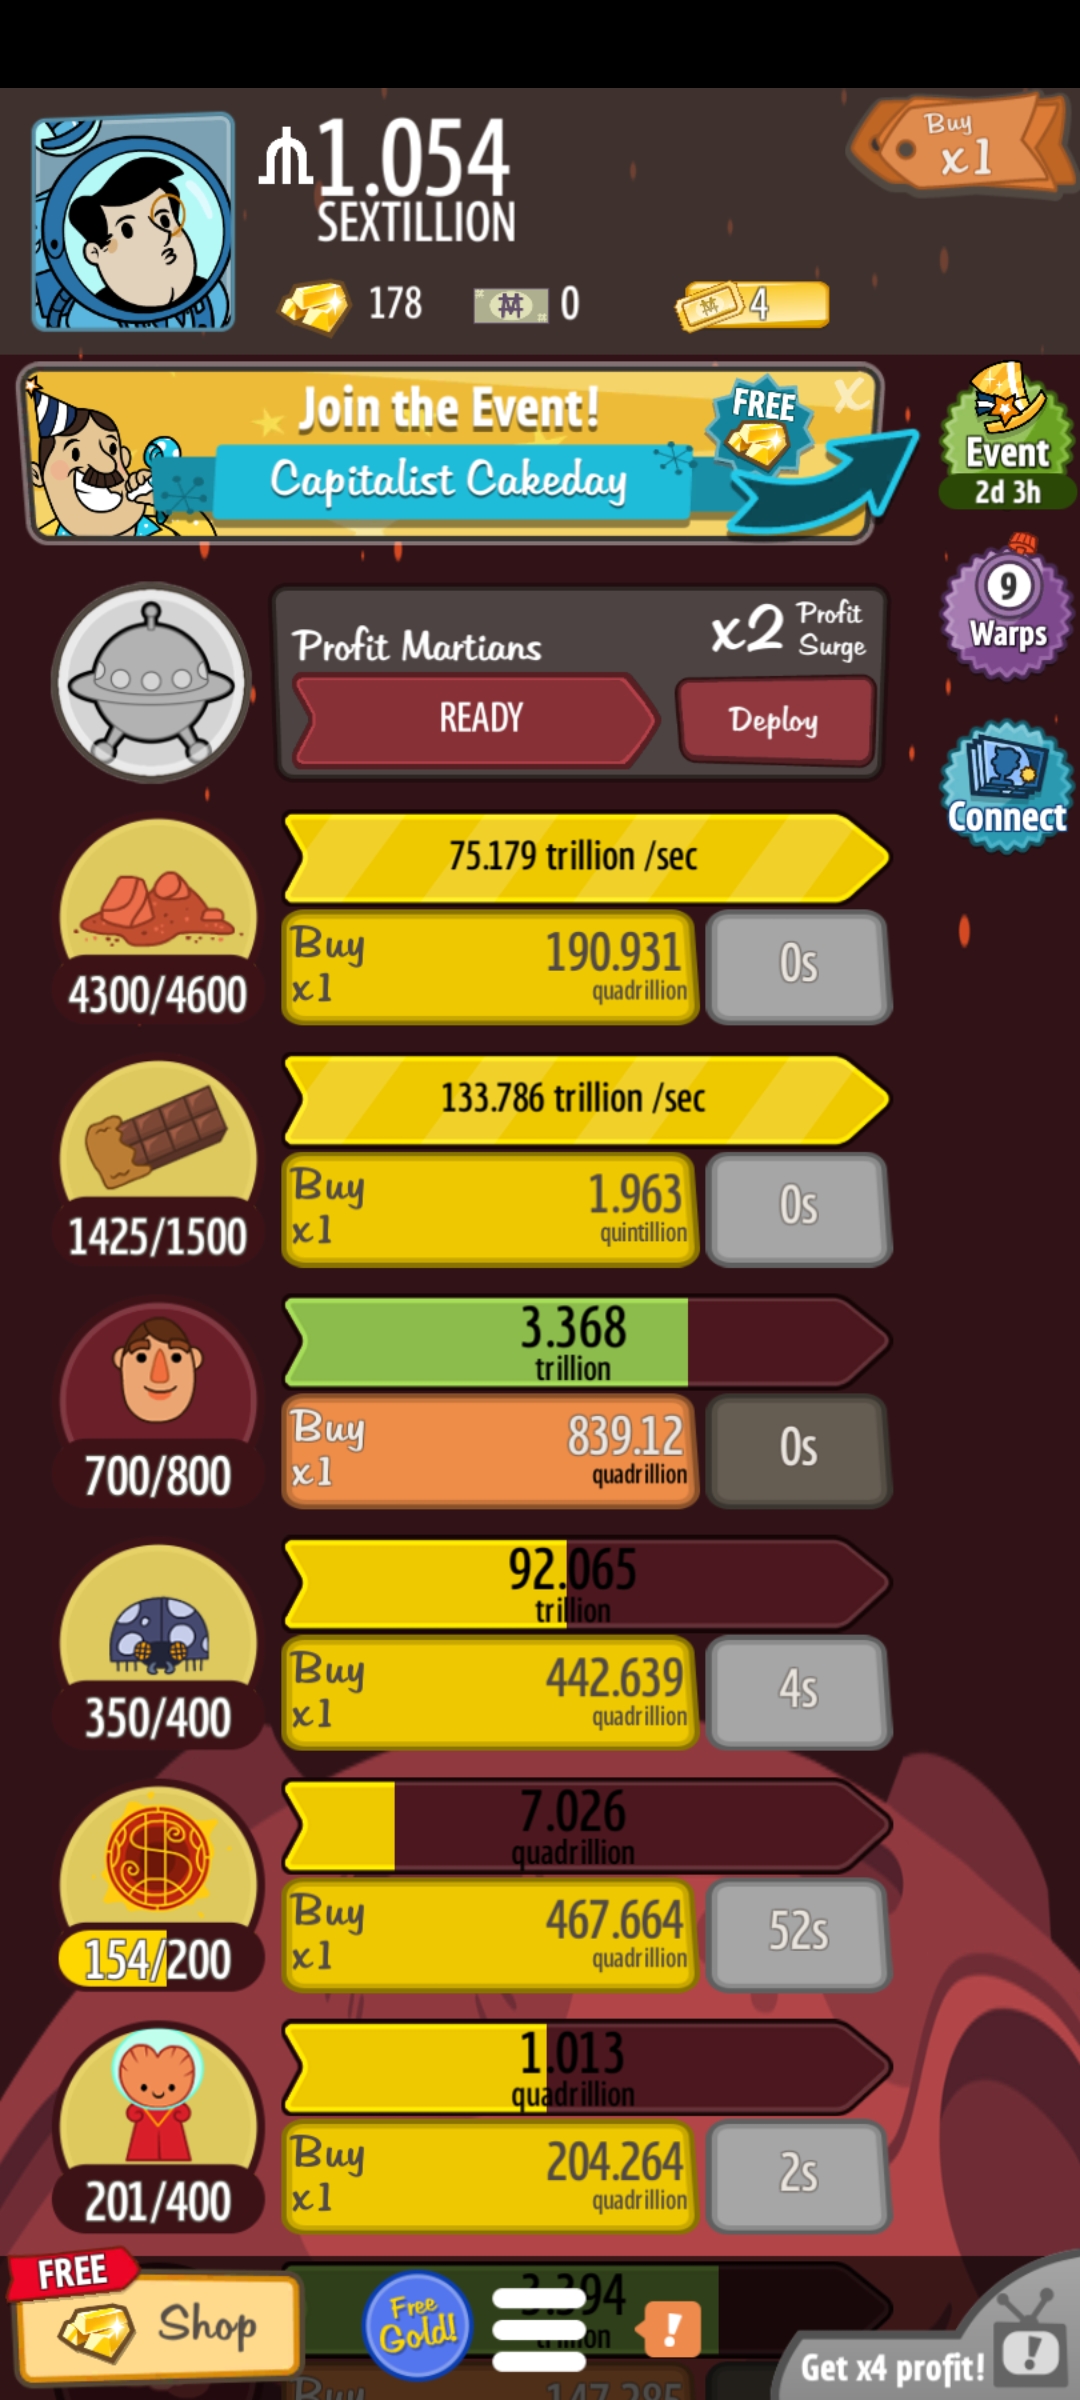 1.054
SEXTILLION
Buy
x1
178
0
4
Join the Event!
Capitalist Cakeday
FREE
x
Event
2d 3h
9
Warps
Connect
Profit Martians
x2 Profit
Surge
READY
Deploy
75.179 trillion /sec
Buy
x1
190.931
quadrillion
0s
4300/4600
133.786 trillion /sec
Buy
x1
1.963
quintillion
0s
1425/1500
3.368
trillion
Buy
x1
839.12
quadrillion
0s
700/800
92.065
trillion
Buy
x1
442.639
quadrillion
4s
350/400
7.026
quadrillion
Buy
x1
467.664
quadrillion
52s
154/200
1.013
quadrillion
Buy
x1
204.264
quadrillion
2s
201/400
FREE
Shop
Free
Gold!
!
Get x4 profit!
!
Buy
147.285